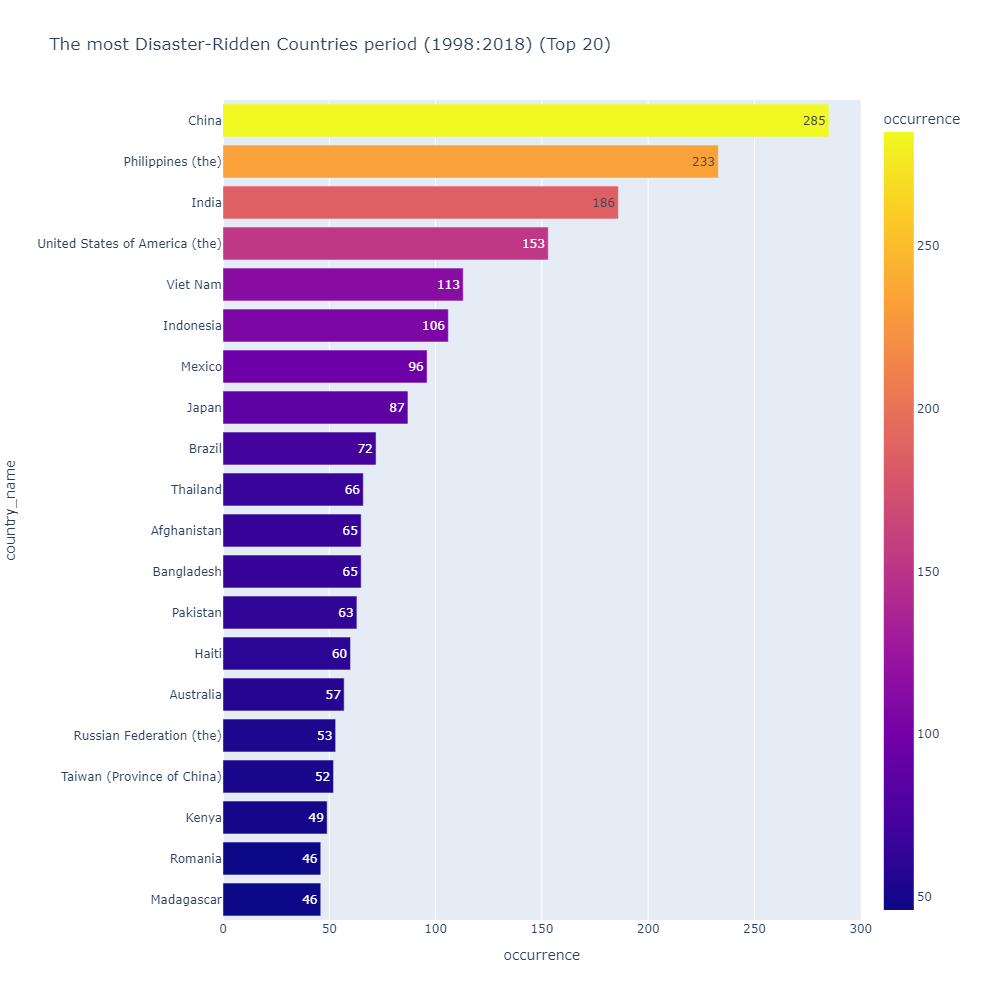 The most Disaster-Ridden Countries period (1998:2018) (Top 20)
occurrence
China 285
Philippines (the) 233
India 186
United States of America (the) 153
Viet Nam 113
Indonesia 106
Mexico 96
Japan 87
Brazil 72
Thailand 66
Afghanistan 65
Bangladesh 65
Pakistan 63
Haiti 60
Australia 57
Russian Federation (the) 53
Taiwan (Province of China) 52
Kenya 49
Romania 46
Madagascar 46
country_name
0 50 100 150 200 250 300
occurrence
250
200
150
100
50